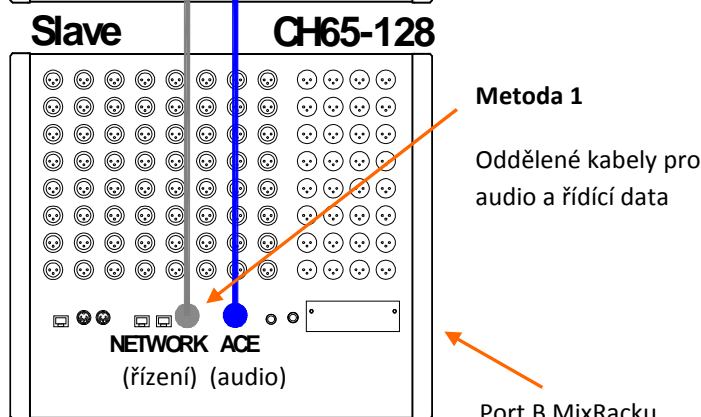 Slave CH65-128
Metoda 1
Oddělené kabely pro
audio a řídící data
NETWORK ACE
(řízení) (audio)
Port B MixRacku